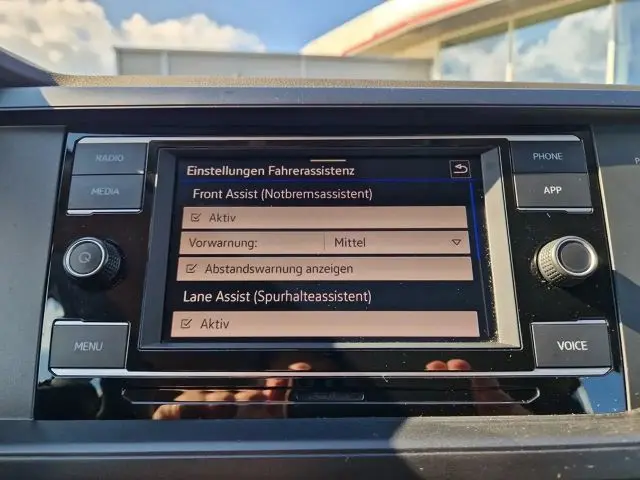 RADIO
MEDIA
MENU
Einstellungen Fahrerassistenz
Front Assist (Notbremsassistent)
Aktiv
Vorwarnung: Mittel
Abstandswarnung anzeigen
Lane Assist (Spurhalteassistent)
Aktiv
PHONE
APP
VOICE